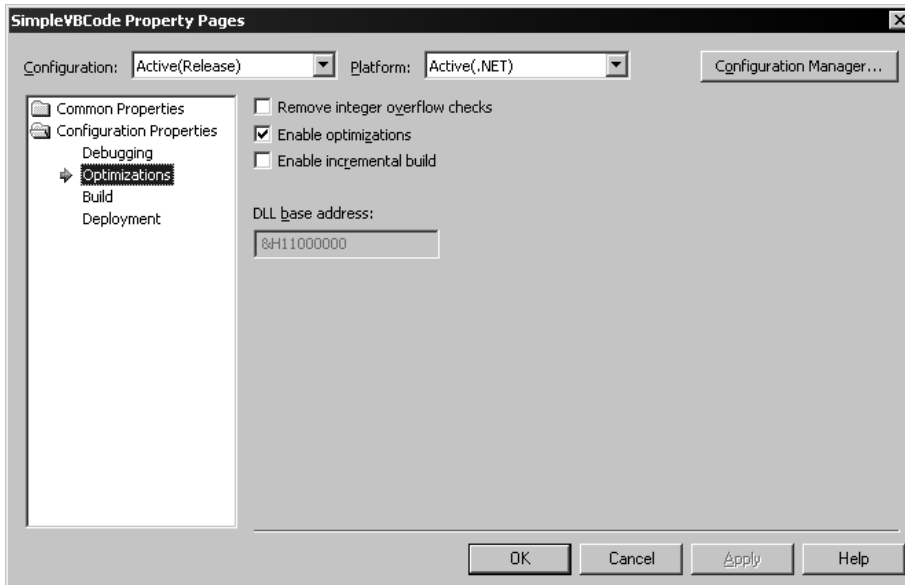 SimpleVBCode Property Pages
Configuration: Active(Release) Platform: Active(.NET) Configuration Manager...
Common Properties
Configuration Properties
Debugging
Optimizations
Build
Deployment
Remove integer overflow checks
Enable optimizations
Enable incremental build
DLL base address:
&H11000000
OK Cancel Apply Help